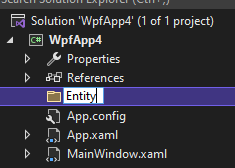 Search Solution Explorer (Ctrl+;)
Solution 'WpfApp4' (1 of 1 project)
WpfApp4
Properties
References
Entity
App.config
App.xaml
MainWindow.xaml